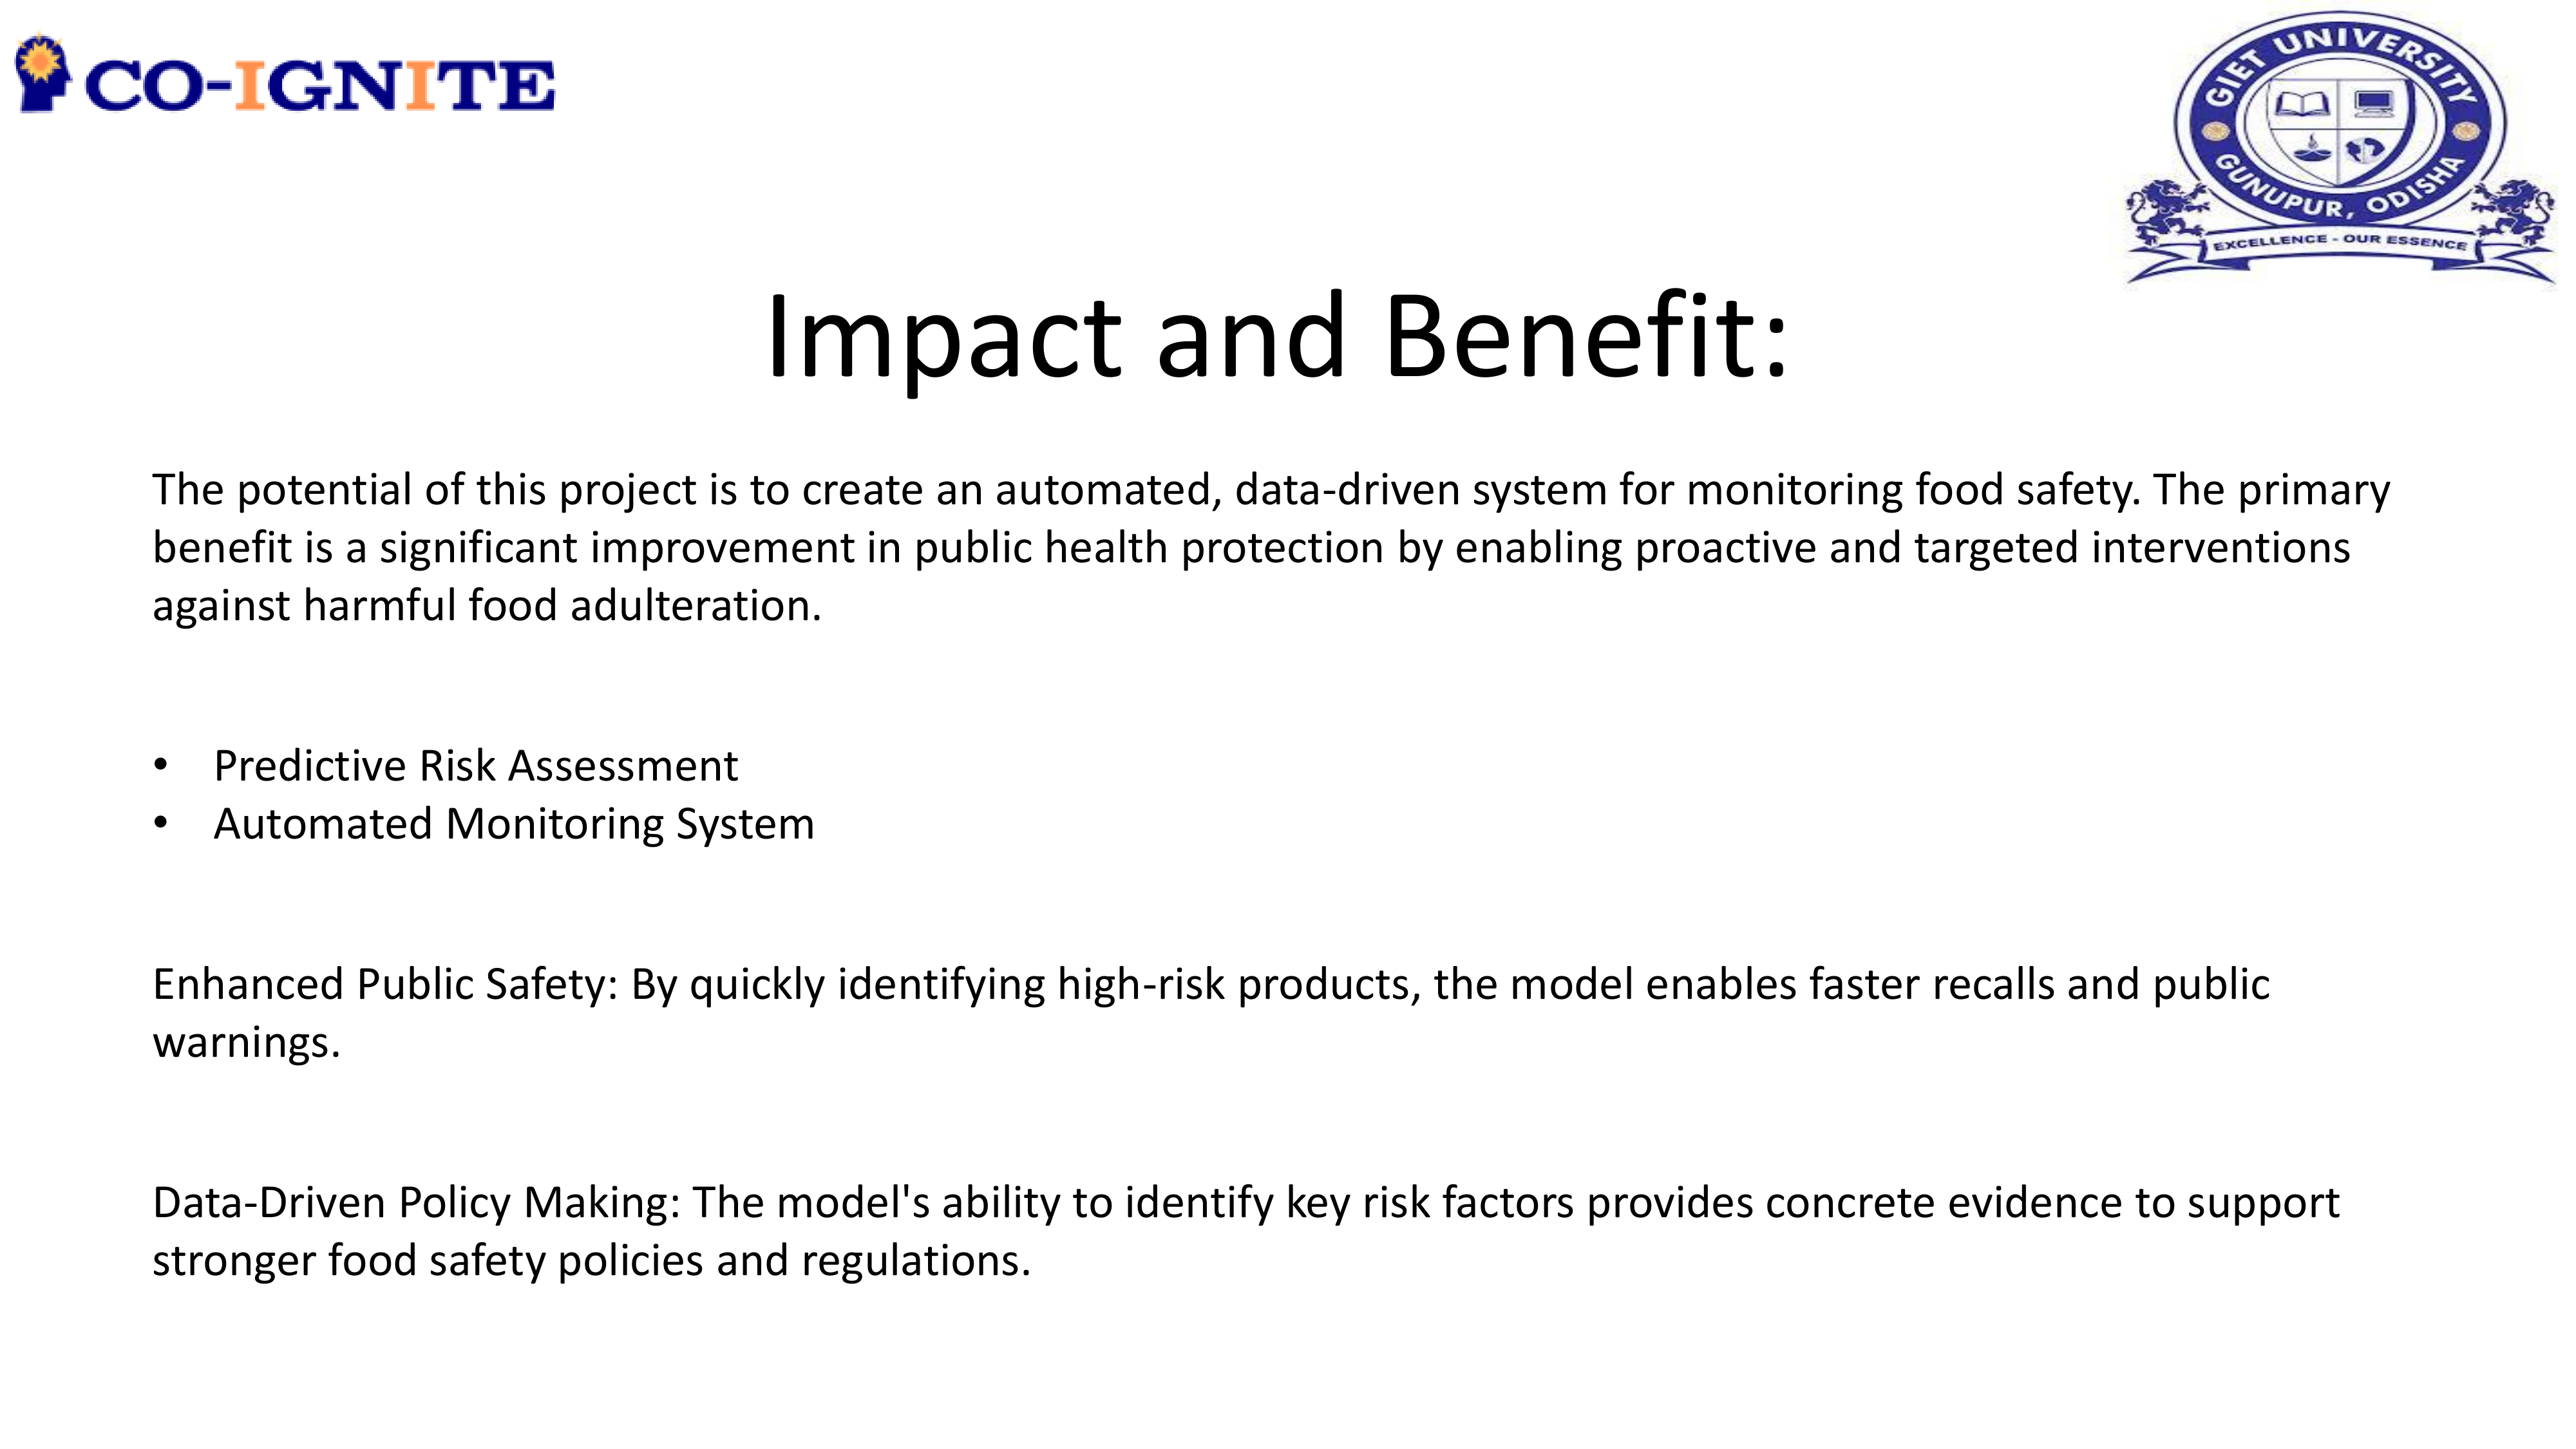 CO-IGNITE
GIET UNIVERSITY
GUNUPUR, ODISHA
EXCELLENCE - OUR ESSENCE
Impact and Benefit:
The potential of this project is to create an automated, data-driven system for monitoring food safety. The primary
benefit is a significant improvement in public health protection by enabling proactive and targeted interventions
against harmful food adulteration.
• Predictive Risk Assessment
• Automated Monitoring System
Enhanced Public Safety: By quickly identifying high-risk products, the model enables faster recalls and public
warnings.
Data-Driven Policy Making: The model's ability to identify key risk factors provides concrete evidence to support
stronger food safety policies and regulations.